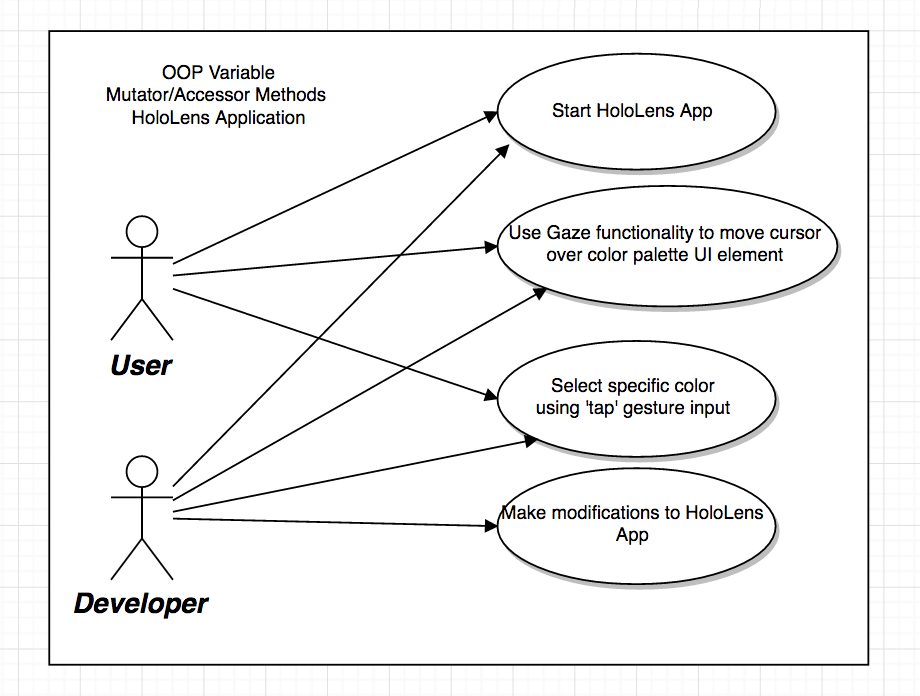 OOP Variable
Mutator/Accessor Methods
HoloLens Application
Start HoloLens App
Use Gaze functionality to move cursor
over color palette UI element
User
Select specific color
using 'tap' gesture input
Make modifications to HoloLens
App
Developer